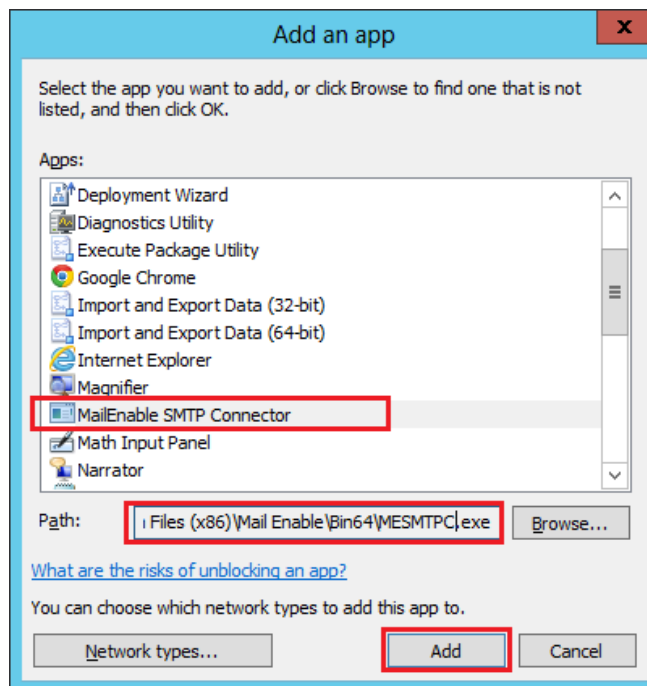 Add an app
x
Select the app you want to add, or click Browse to find one that is not
listed, and then click OK.
Apps:
Deployment Wizard
Diagnostics Utility
Execute Package Utility
Google Chrome
Import and Export Data (32-bit)
Import and Export Data (64-bit)
Internet Explorer
Magnifier
MailEnable SMTP Connector
Math Input Panel
Narrator
Path: Files (x86)\Mail Enable\Bin64\MESMTPC.exe Browse...
What are the risks of unblocking an app?
You can choose which network types to add this app to.
Network types... Add Cancel